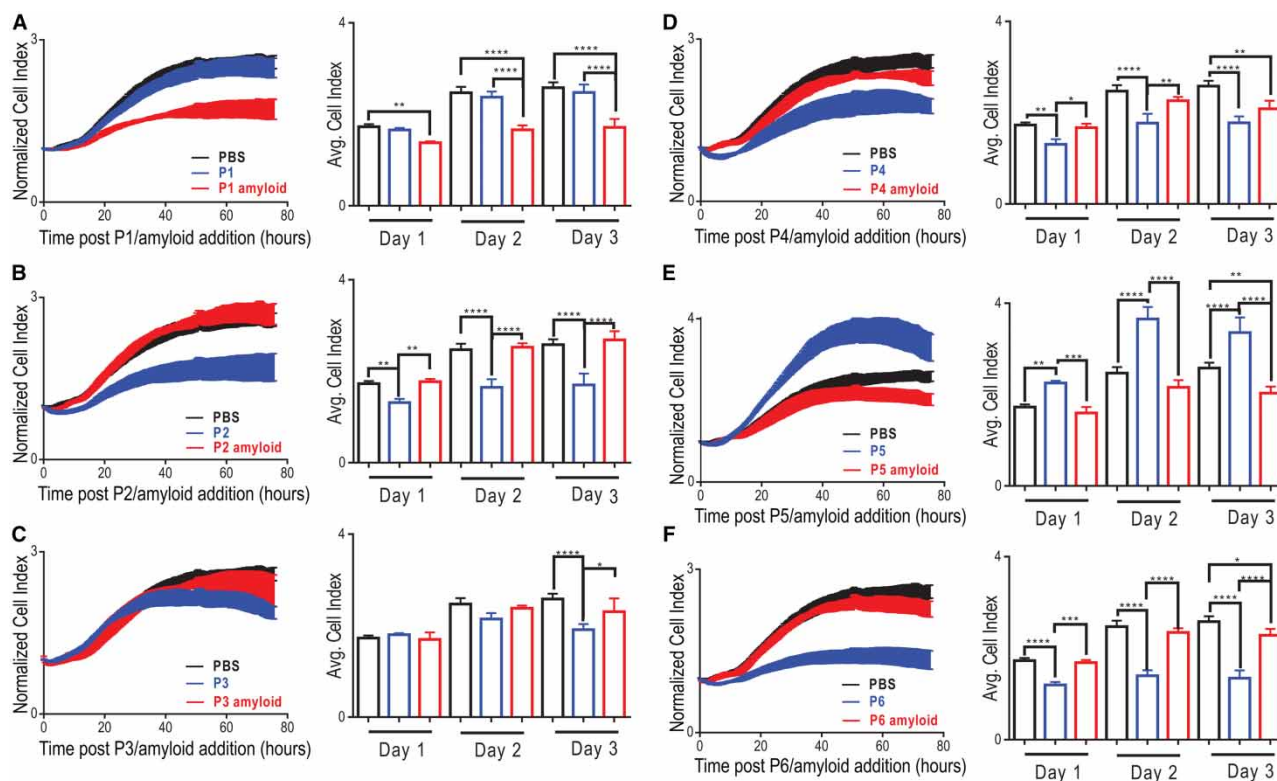 A
Normalized Cell Index
3
1
0 20 40 60 80
Time post P1/amyloid addition (hours)
PBS
P1
P1 amyloid
Avg. Cell Index
4
0
**
****
****
****
****
Day 1 Day 2 Day 3
B
Normalized Cell Index
3
1
0 20 40 60 80
Time post P2/amyloid addition (hours)
PBS
P2
P2 amyloid
Avg. Cell Index
4
0
** **
**** ****
**** ****
Day 1 Day 2 Day 3
C
Normalized Cell Index
3
1
0 20 40 60 80
Time post P3/amyloid addition (hours)
PBS
P3
P3 amyloid
Avg. Cell Index
4
0
****
*
Day 1 Day 2 Day 3
D
Normalized Cell Index
3
0
0 20 40 60 80
Time post P4/amyloid addition (hours)
PBS
P4
P4 amyloid
Avg. Cell Index
4
0
** *
**** **
**
****
Day 1 Day 2 Day 3
E
Normalized Cell Index
4
0
0 20 40 60 80
Time post P5/amyloid addition (hours)
PBS
P5
P5 amyloid
Avg. Cell Index
4
0
** ***
**** ****
**
**** ****
Day 1 Day 2 Day 3
F
Normalized Cell Index
3
0
0 20 40 60 80
Time post P6/amyloid addition (hours)
PBS
P6
P6 amyloid
Avg. Cell Index
4
0
**** ***
**** ****
*
**** ****
Day 1 Day 2 Day 3